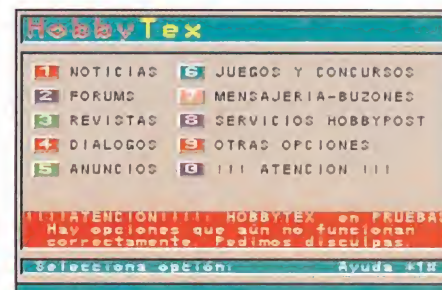 HobbyTex
1 NOTICIAS 6 JUEGOS Y CONCURSOS
2 FORUMS 7 MENSAJERIA-BUZONES
3 REVISTAS 8 SERVICIOS HOBBYPOST
4 DIALOGOS 9 OTRAS OPCIONES
5 ANUNCIOS 0 !!! ATENCION !!!
!!!!ATENCION!!!!. HOBBYTEX en PRUEBAS
Hay opciones que aún no funcionan
correctamente. Pedimos disculpas.
Selecciona opción: Ayuda *1#